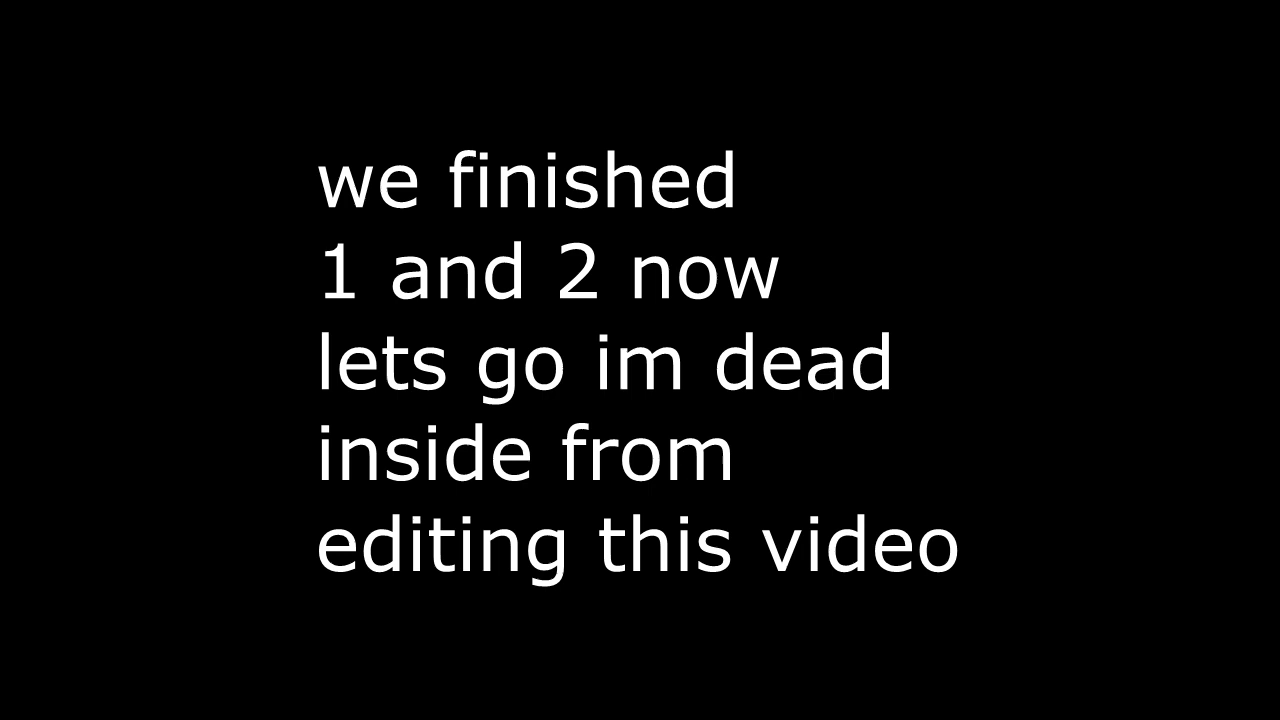 we finished
1 and 2 now
lets go im dead
inside from
editing this video